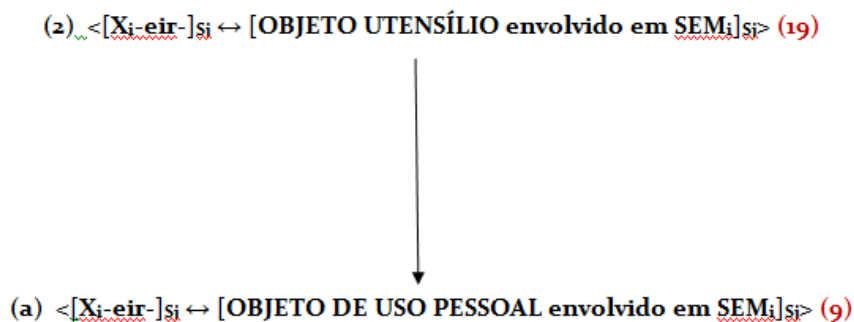 (2) <[Xi-eir-]Sj ↔ [OBJETO UTENSÍLIO envolvido em SEMi]Sj> (19)
(a) <[Xi-eir-]Sj ↔ [OBJETO DE USO PESSOAL envolvido em SEMi]Sj> (9)